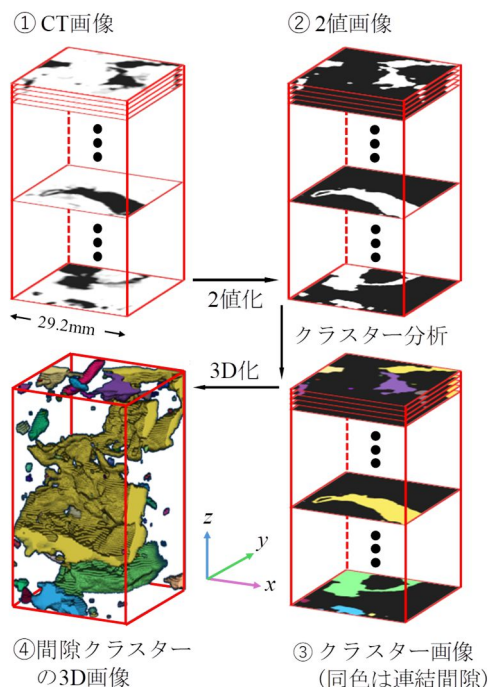 ① CT画像
② 2値画像
29.2mm
2値化
クラスター分析
3D化
z
y
x
④間隙クラスター
の3D画像
③ クラスター画像
(同色は連結間隙)